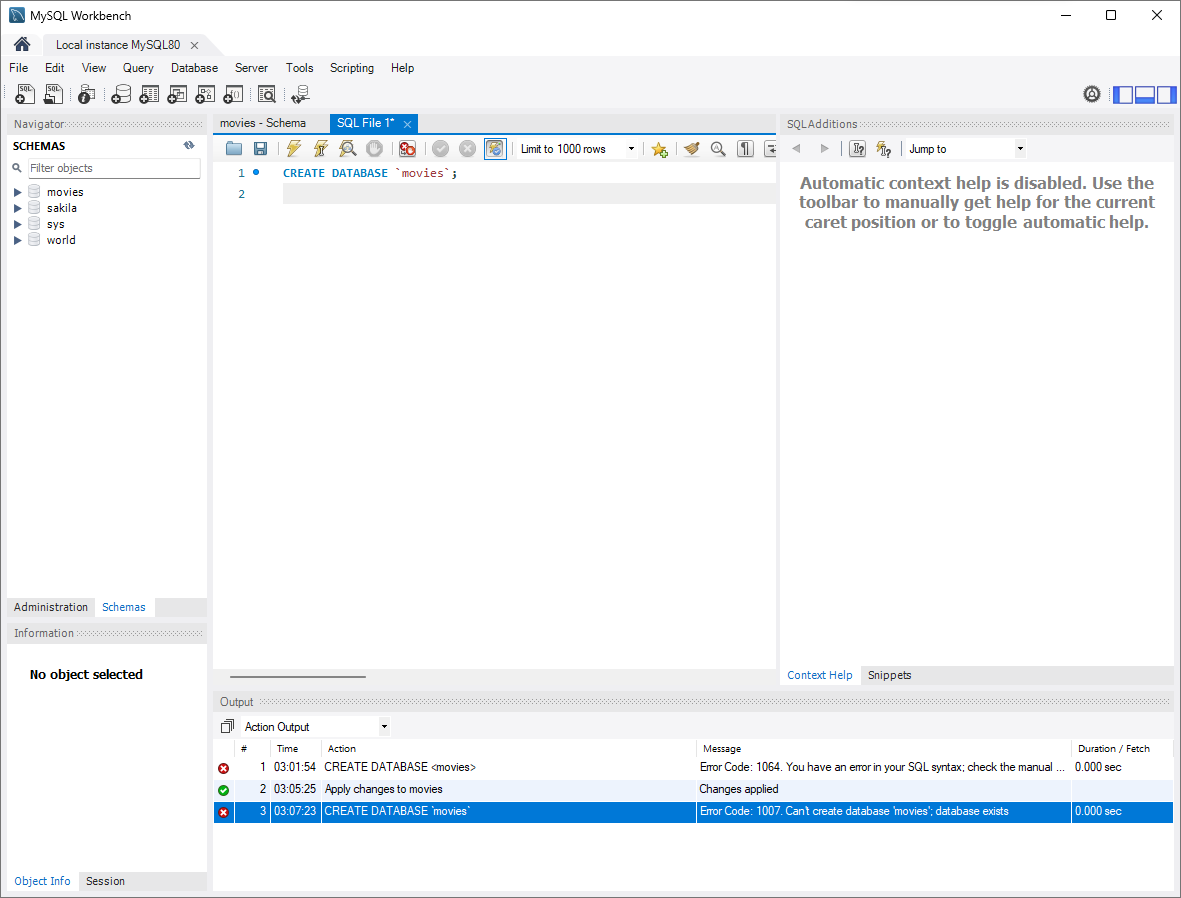 MySQL Workbench
Local instance MySQL80
File Edit View Query Database Server Tools Scripting Help
Navigator
SCHEMAS
Filter objects
movies
sakila
sys
world
Administration Schemas
Information
No object selected
Object Info Session
movies - Schema SQL File 1*
Limit to 1000 rows
1 CREATE DATABASE `movies`;
2
SQLAdditions
Jump to
Automatic context help is disabled. Use the
toolbar to manually get help for the current
caret position or to toggle automatic help.
Context Help Snippets
Output
Action Output
# Time Action Message Duration / Fetch
1 03:01:54 CREATE DATABASE <movies> Error Code: 1064. You have an error in your SQL syntax; check the manual ... 0.000 sec
2 03:05:25 Apply changes to movies Changes applied
3 03:07:23 CREATE DATABASE `movies` Error Code: 1007. Can't create database 'movies'; database exists 0.000 sec